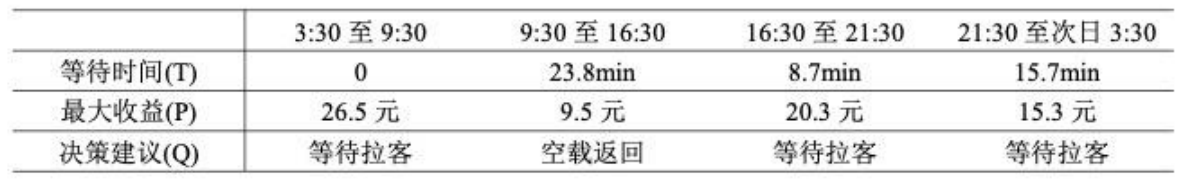 3:30 至 9:30 9:30 至 16:30 16:30 至 21:30 21:30 至次日 3:30
等待时间(T) 0 23.8min 8.7min 15.7min
最大收益(P) 26.5 元 9.5 元 20.3 元 15.3 元
决策建议(Q) 等待拉客 空载返回 等待拉客 等待拉客